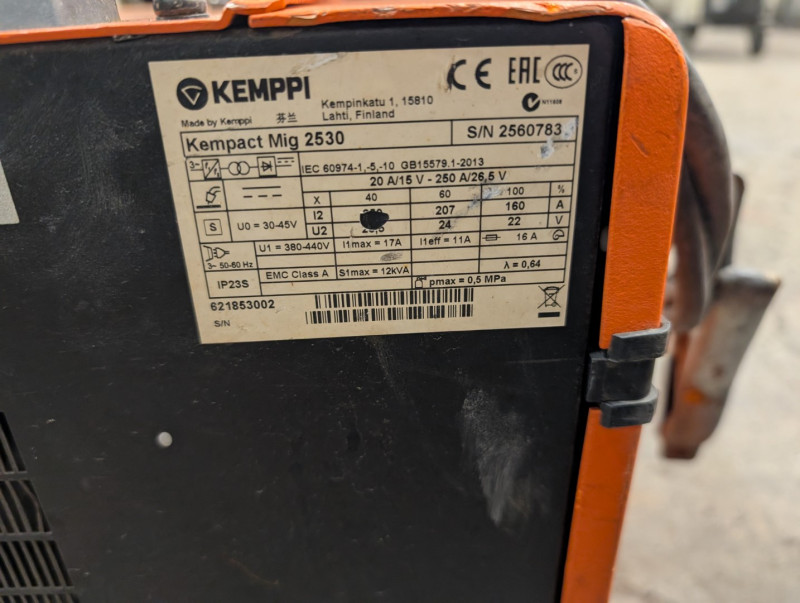 KEMPPI
CE EAC CCC
N11908
Made by Kemppi 芬兰
Kempinkatu 1, 15810
Lahti, Finland
Kempact Mig 2530 S/N 2560783
3~ IEC 60974-1,-5,-10 GB15579.1-2013
20 A/15 V - 250 A/26,5 V
X 40 60 100 %
I2 207 160 A
S U0 = 30-45V U2 24 22 V
3~ 50-60 Hz U1 = 380-440V I1max = 17A I1eff = 11A 16 A
EMC Class A S1max = 12kVA λ = 0,64
IP23S pmax = 0,5 MPa
621853002
S/N